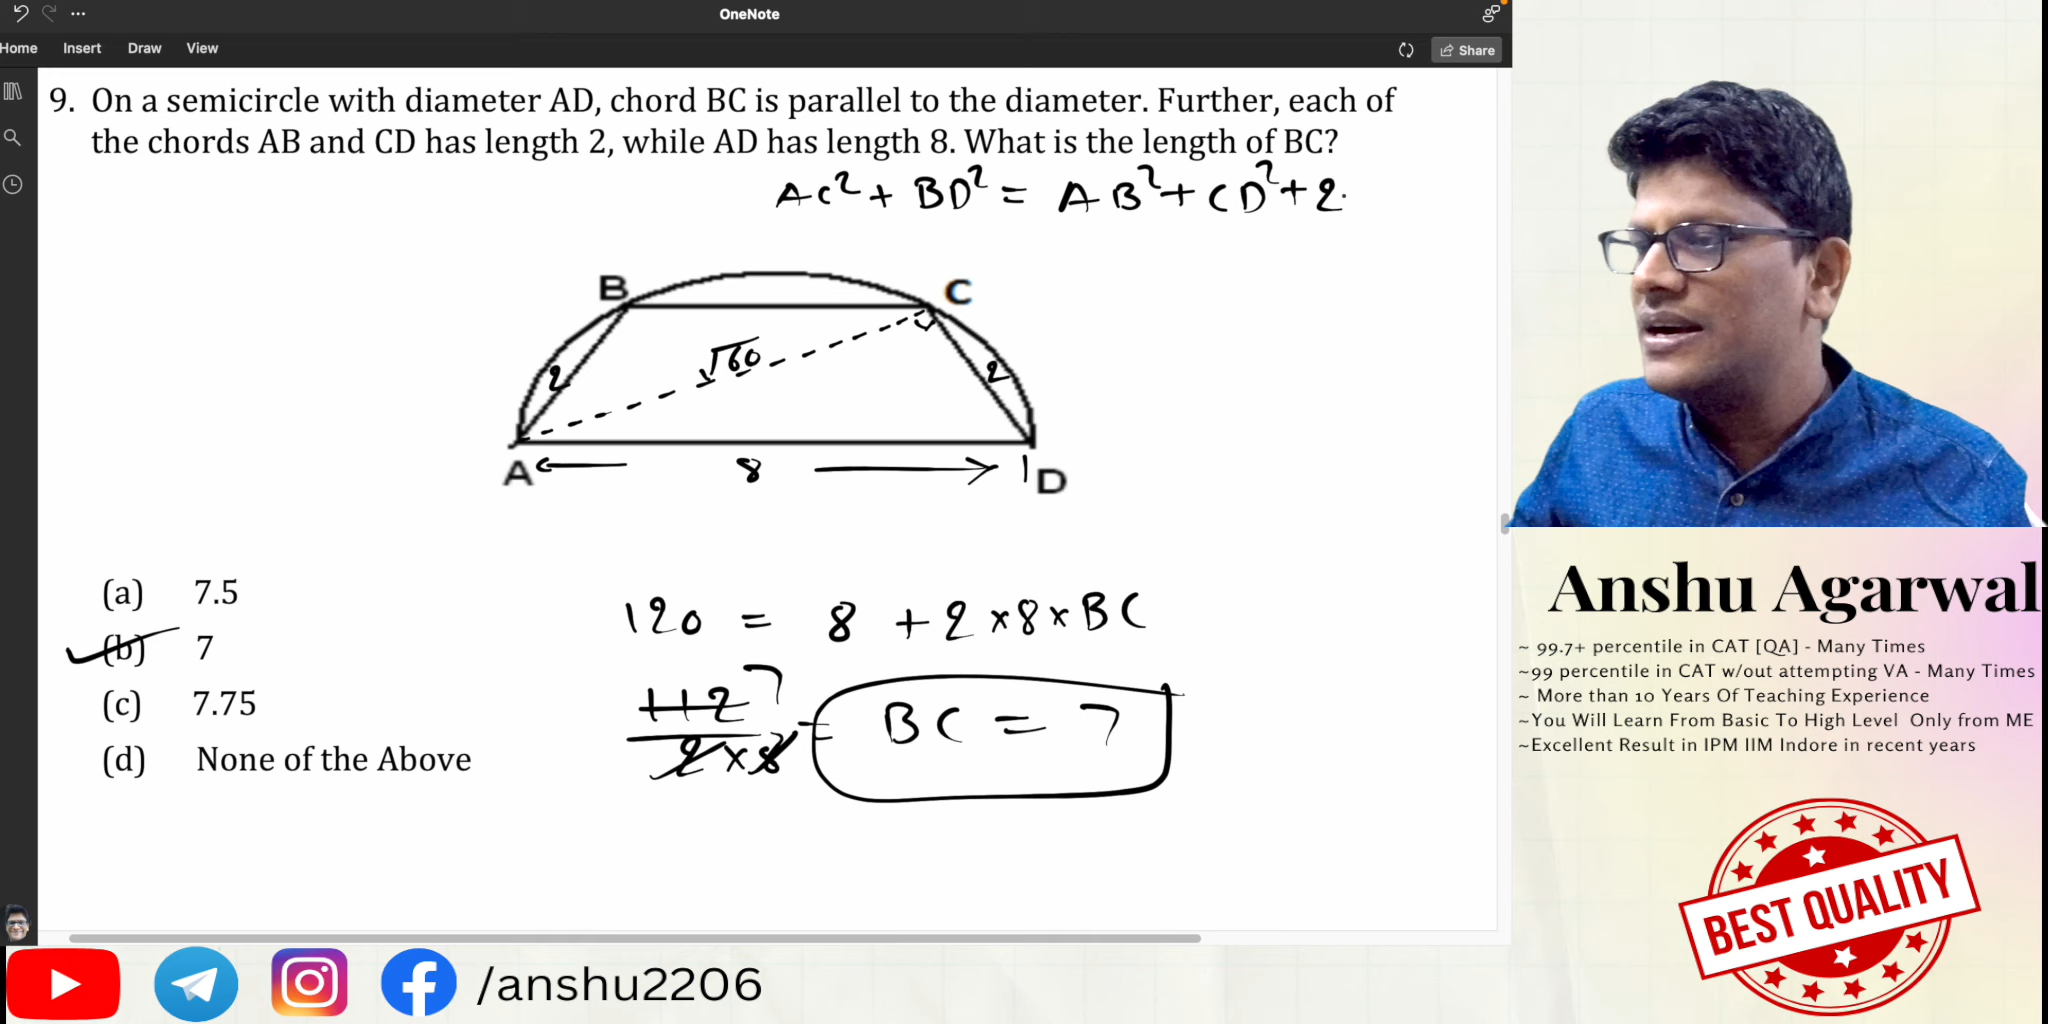 OneNote
Home Insert Draw View
Share
9. On a semicircle with diameter AD, chord BC is parallel to the diameter. Further, each of
the chords AB and CD has length 2, while AD has length 8. What is the length of BC?
AC² + BD² = AB² + CD² + 2.
B
C
√60
2
2
A
8
D
(a) 7.5
(b) 7
(c) 7.75
(d) None of the Above
120 = 8 + 2×8×BC
112 7
2×8
= BC = 7
Anshu Agarwal
~ 99.7+ percentile in CAT [QA] - Many Times
~99 percentile in CAT w/out attempting VA - Many Times
~ More than 10 Years Of Teaching Experience
~You Will Learn From Basic To High Level Only from ME
~Excellent Result in IPM IIM Indore in recent years
BEST QUALITY
/anshu2206